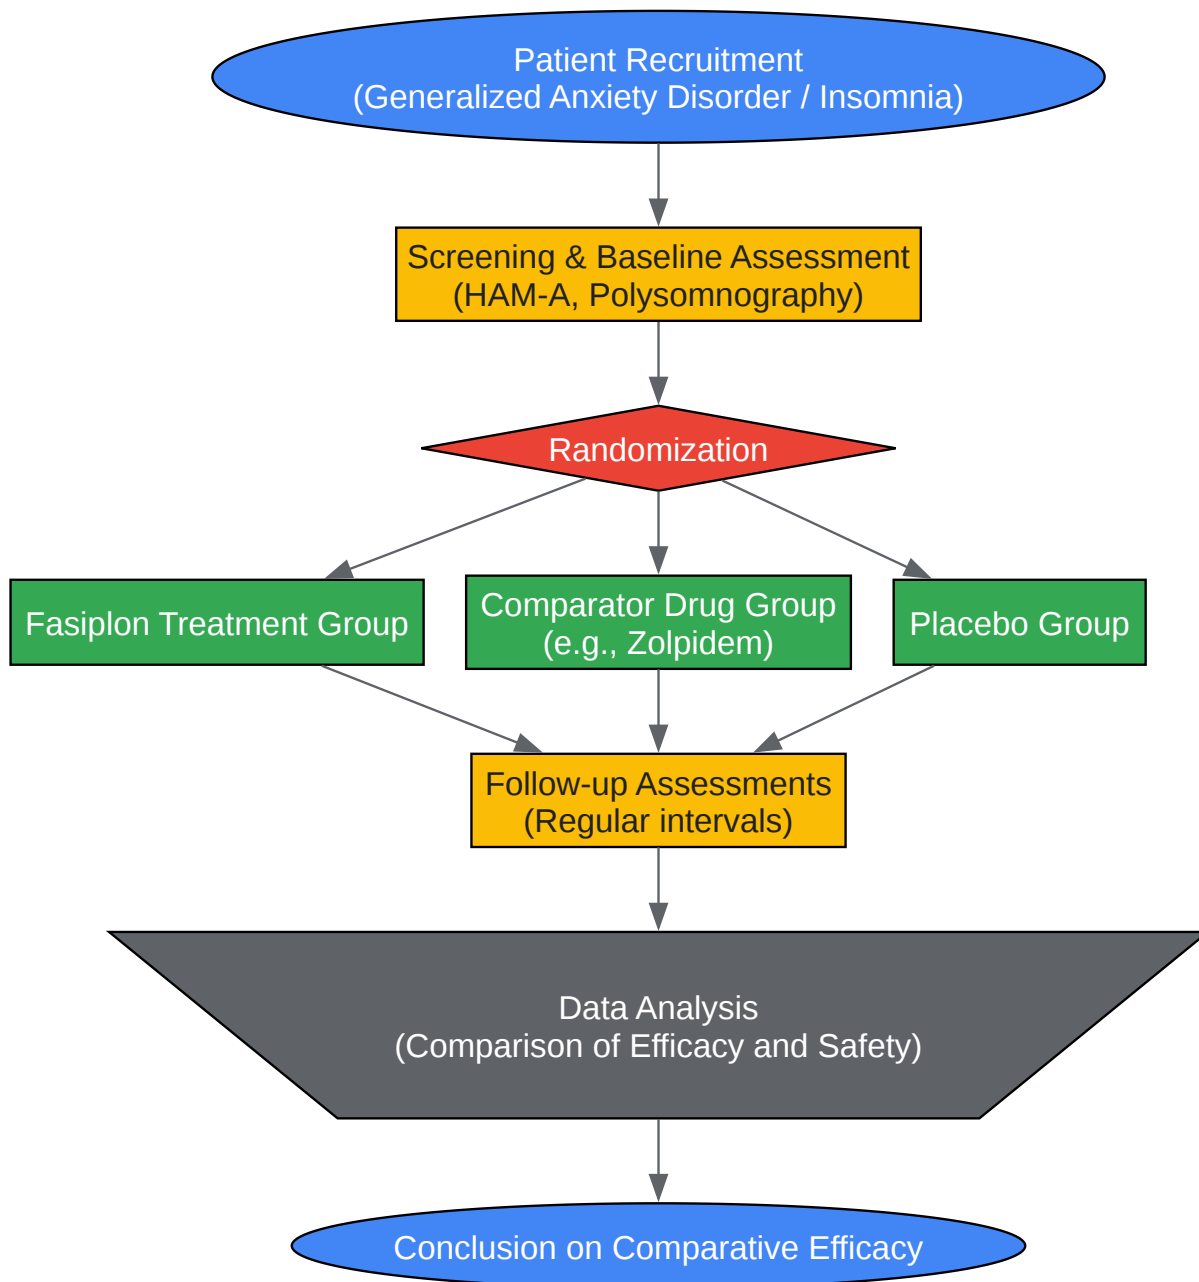 Patient Recruitment
(Generalized Anxiety Disorder / Insomnia)
Screening & Baseline Assessment
(HAM-A, Polysomnography)
Randomization
Fasiplon Treatment Group
Comparator Drug Group
(e.g., Zolpidem)
Placebo Group
Follow-up Assessments
(Regular intervals)
Data Analysis
(Comparison of Efficacy and Safety)
Conclusion on Comparative Efficacy